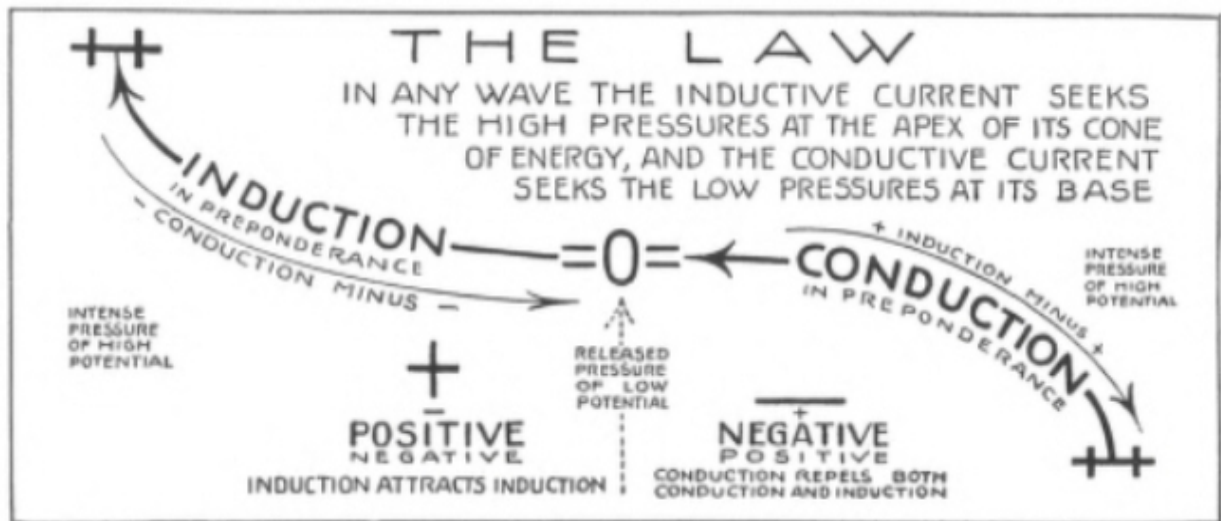 THE LAW
IN ANY WAVE THE INDUCTIVE CURRENT SEEKS
THE HIGH PRESSURES AT THE APEX OF ITS CONE
OF ENERGY, AND THE CONDUCTIVE CURRENT
SEEKS THE LOW PRESSURES AT ITS BASE
INDUCTION
IN PREPONDERANCE
- CONDUCTION MINUS -
=0=
+ INDUCTION MINUS +
CONDUCTION
IN PREPONDERANCE
INTENSE
PRESSURE
OF HIGH
POTENTIAL
INTENSE
PRESSURE
OF HIGH
POTENTIAL
RELEASED
PRESSURE
OF LOW
POTENTIAL
+
-
POSITIVE
NEGATIVE
INDUCTION ATTRACTS INDUCTION
—
+
NEGATIVE
POSITIVE
CONDUCTION REPELS BOTH
CONDUCTION AND INDUCTION